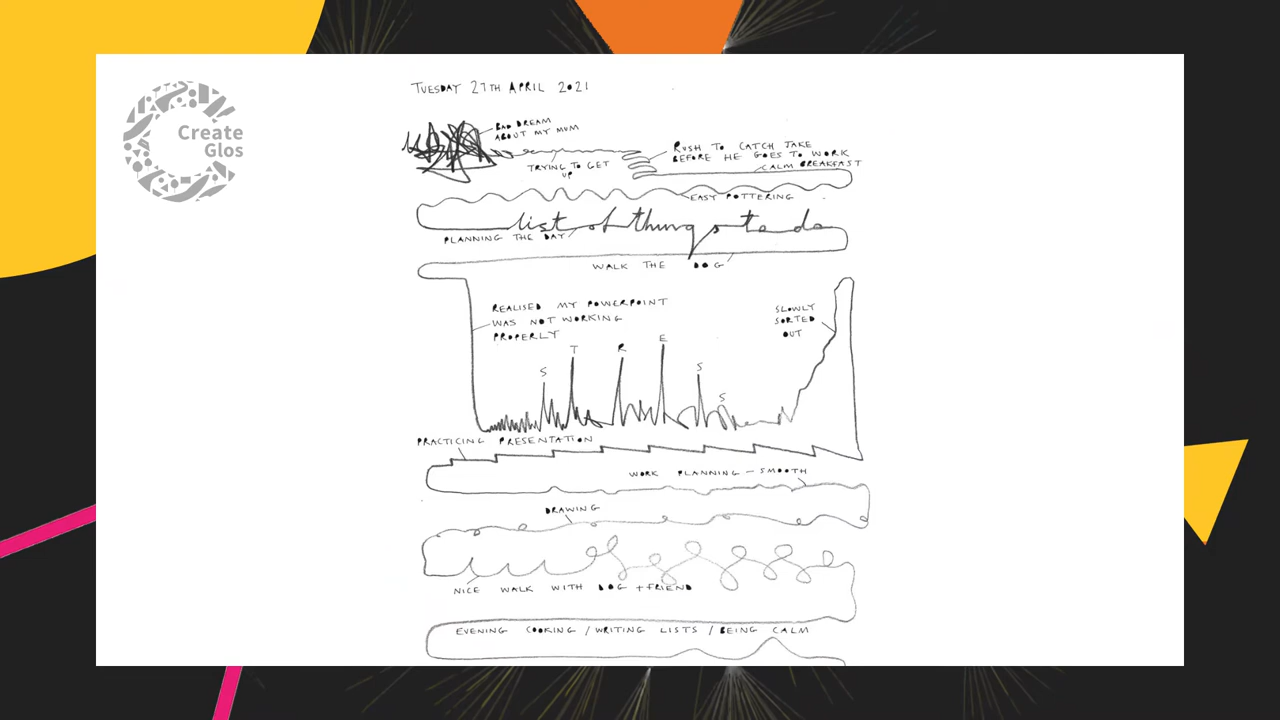 Create
Glos
TUESDAY 27TH APRIL 2021
BAD DREAM
ABOUT MY MUM
TRYING TO GET
UP
RUSH TO CATCH JAKE
BEFORE HE GOES TO WORK
CALM BREAKFAST
EASY POTTERING
list of things to do
PLANNING THE DAY
WALK THE DOG
REALISED MY POWERPOINT
WAS NOT WORKING
PROPERLY
SLOWLY
SORTED
OUT
S T R E S S
PRACTICING PRESENTATION
WORK PLANNING - SMOOTH
DRAWING
NICE WALK WITH DOG + FRIEND
EVENING COOKING / WRITING LISTS / BEING CALM